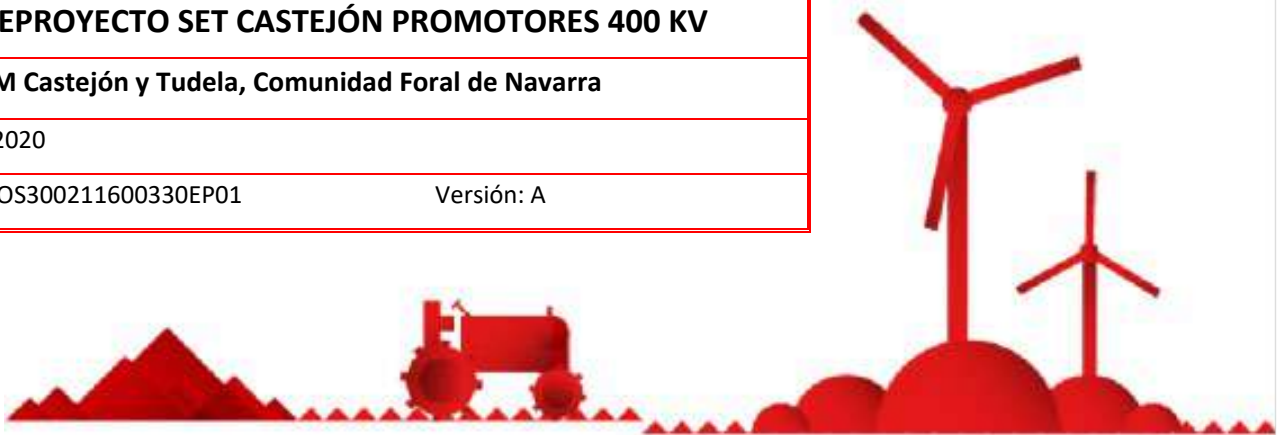 EPROYECTO SET CASTEJÓN PROMOTORES 400 KV
M Castejón y Tudela, Comunidad Foral de Navarra
2020
OS300211600330EP01 Versión: A